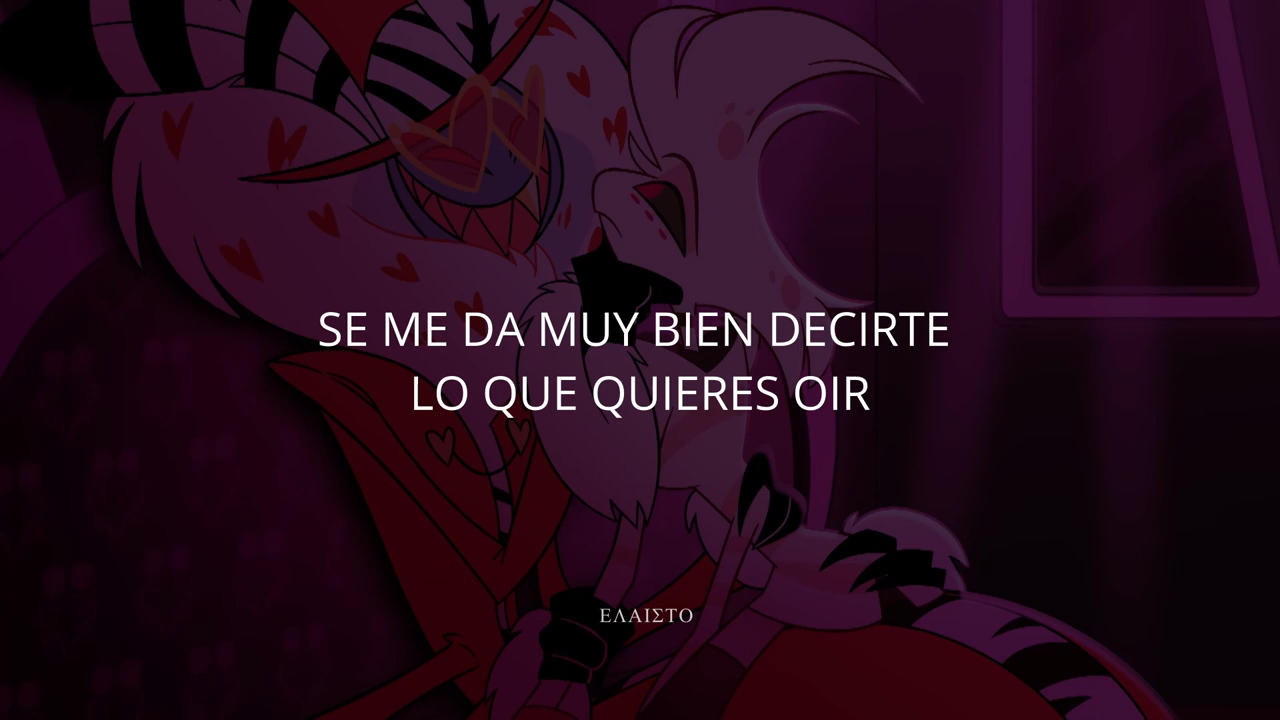 SE ME DA MUY BIEN DECIRTE
LO QUE QUIERES OIR
ΕΛΑΙΣΤΟ